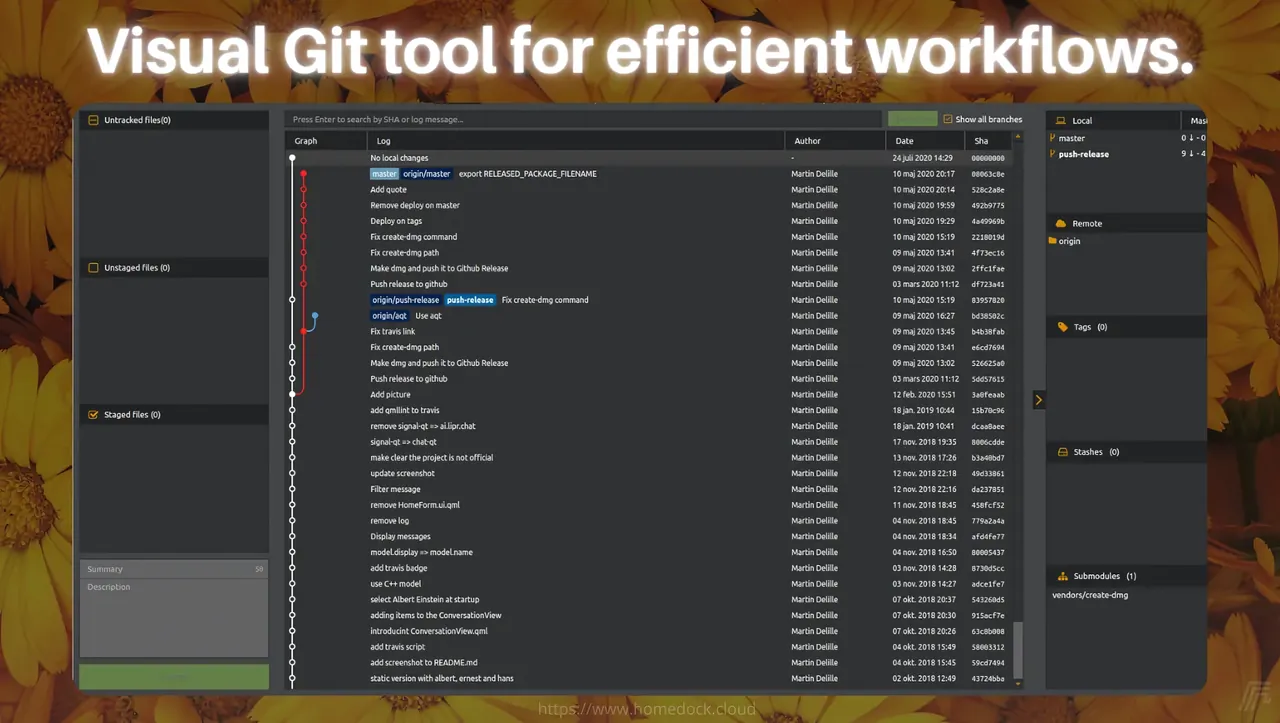 Visual Git tool for efficient workflows.
Untracked files(0)
Unstaged files (0)
Staged files (0)
Summary 50
Description
Press Enter to search by SHA or log message... Show all branches
Graph Log Author Date Sha
No local changes - 24 juli 2020 14:29 00000000
master origin/master export RELEASED_PACKAGE_FILENAME Martin Delille 10 maj 2020 20:17 08063c8e
Add quote Martin Delille 10 maj 2020 20:14 528c2a8e
Remove deploy on master Martin Delille 10 maj 2020 19:59 492b9775
Deploy on tags Martin Delille 10 maj 2020 19:29 4a49969b
Fix create-dmg command Martin Delille 10 maj 2020 15:19 2218019d
Fix create-dmg path Martin Delille 09 maj 2020 13:41 4f73ec16
Make dmg and push it to Github Release Martin Delille 09 maj 2020 13:02 2ffc1fae
Push release to github Martin Delille 03 mars 2020 11:12 df723a41
origin/push-release push-release Fix create-dmg command Martin Delille 10 maj 2020 15:19 83957820
origin/aqt Use aqt Martin Delille 09 maj 2020 16:27 bd38502c
Fix travis link Martin Delille 09 maj 2020 13:45 b4b38fab
Fix create-dmg path Martin Delille 09 maj 2020 13:41 e6cd7694
Make dmg and push it to Github Release Martin Delille 09 maj 2020 13:02 526625a0
Push release to github Martin Delille 03 mars 2020 11:12 5dd57615
Add picture Martin Delille 12 feb. 2020 15:51 3a0feaab
add qmllint to travis Martin Delille 18 jan. 2019 10:44 15b70c96
remove signal-qt => ai.lipr.chat Martin Delille 18 jan. 2019 10:41 dcaa8aee
signal-qt => chat-qt Martin Delille 17 nov. 2018 19:35 8006cdde
make clear the project is not official Martin Delille 13 nov. 2018 17:26 b3a40bd7
update screenshot Martin Delille 12 nov. 2018 22:18 49d33861
Filter message Martin Delille 12 nov. 2018 22:16 da237851
remove HomeForm.ui.qml Martin Delille 11 nov. 2018 18:45 458fcf52
remove log Martin Delille 04 nov. 2018 18:45 779a2a4a
Display messages Martin Delille 04 nov. 2018 18:34 afd4fe77
model.display => model.name Martin Delille 04 nov. 2018 16:50 80005437
add travis badge Martin Delille 03 nov. 2018 14:28 8730d5cc
use C++ model Martin Delille 03 nov. 2018 14:27 adce1fe7
select Albert Einstein at startup Martin Delille 07 okt. 2018 20:37 543260d5
adding items to the ConversationView Martin Delille 07 okt. 2018 20:30 915acf7e
introducint ConversationView.qml Martin Delille 07 okt. 2018 20:26 63c8b008
add travis script Martin Delille 04 okt. 2018 15:49 58003312
add screenshot to README.md Martin Delille 04 okt. 2018 15:45 59cd7494
static version with albert, ernest and hans Martin Delille 02 okt. 2018 12:49 43724bba
Local Mas
master 0 ↓ - 0
push-release 9 ↓ - 4
Remote
origin
Tags (0)
Stashes (0)
Submodules (1)
vendors/create-dmg
https://www.homedock.cloud